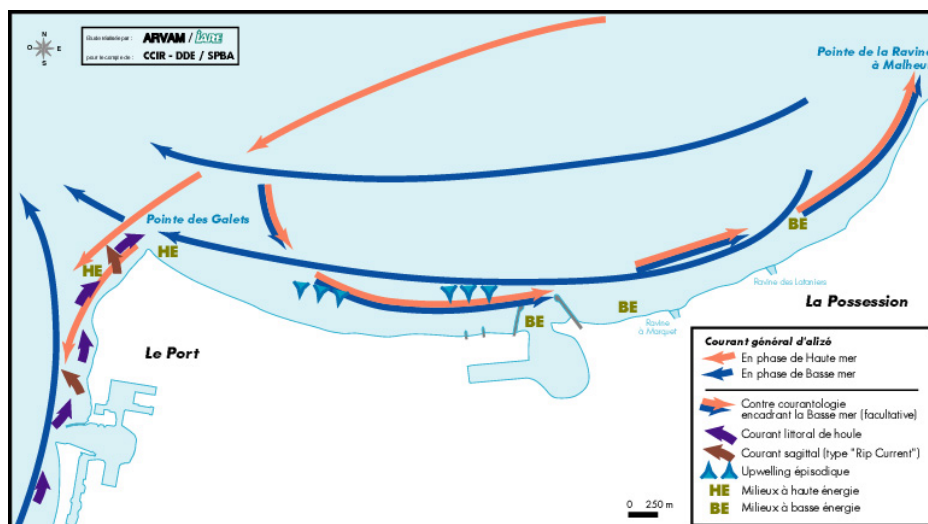 N
O E
S
Etude réalisée par : ARVAM / iARE
pour le compte de : CCIR - DDE / SPBA
Pointe de la Ravine
à Malheur
Pointe des Galets
HE
HE
BE
BE
BE
Ravine des Lataniers
Ravine
à Marquet
La Possession
Le Port
Courant général d'alizé
En phase de Haute mer
En phase de Basse mer
Contre courantologie
encadrant la Basse mer (facultative)
Courant littoral de houle
Courant sagittal (type "Rip Current")
Upwelling épisodique
HE Milieux à haute énergie
BE Milieux à basse énergie
0 250 m